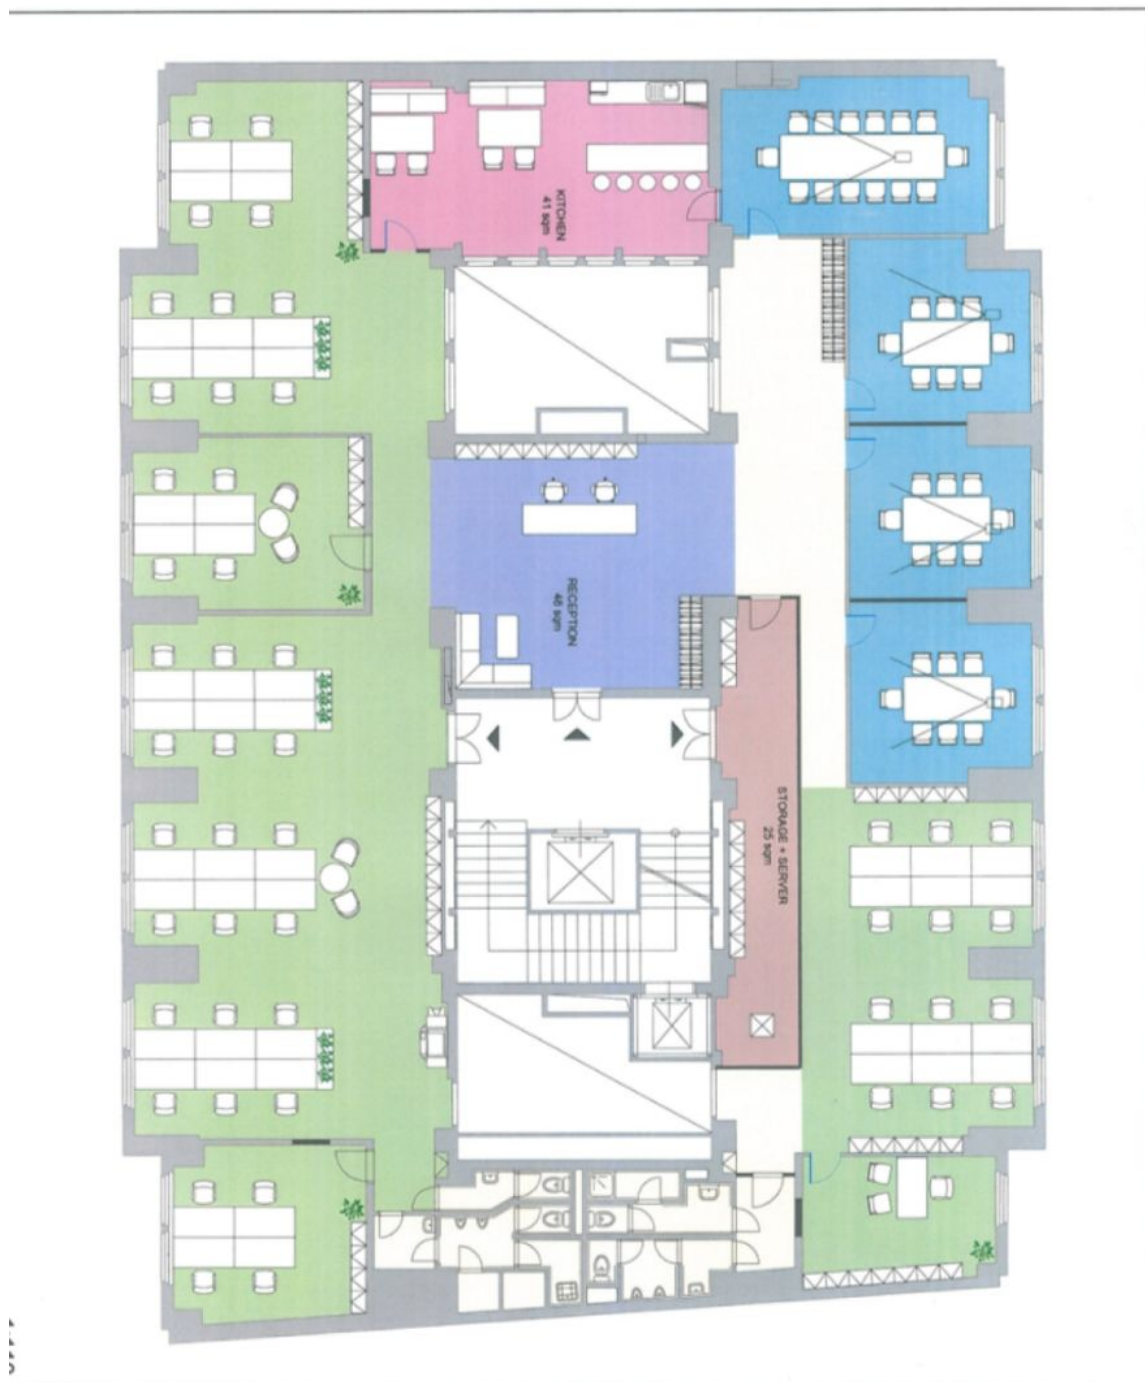 KITCHEN
41 sqm
RECEPTION
46 sqm
STORAGE + SERVER
25 sqm